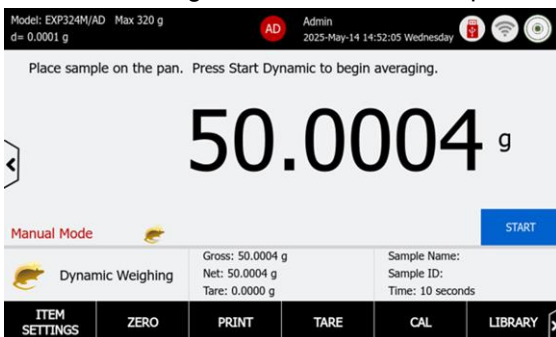 Model: EXP324M/AD Max 320 g
d= 0.0001 g
AD
Admin
2025-May-14 14:52:05 Wednesday
Place sample on the pan. Press Start Dynamic to begin averaging.
50.0004 g
Manual Mode
START
Dynamic Weighing
Gross: 50.0004 g
Net: 50.0004 g
Tare: 0.0000 g
Sample Name:
Sample ID:
Time: 10 seconds
ITEM
SETTINGS
ZERO
PRINT
TARE
CAL
LIBRARY